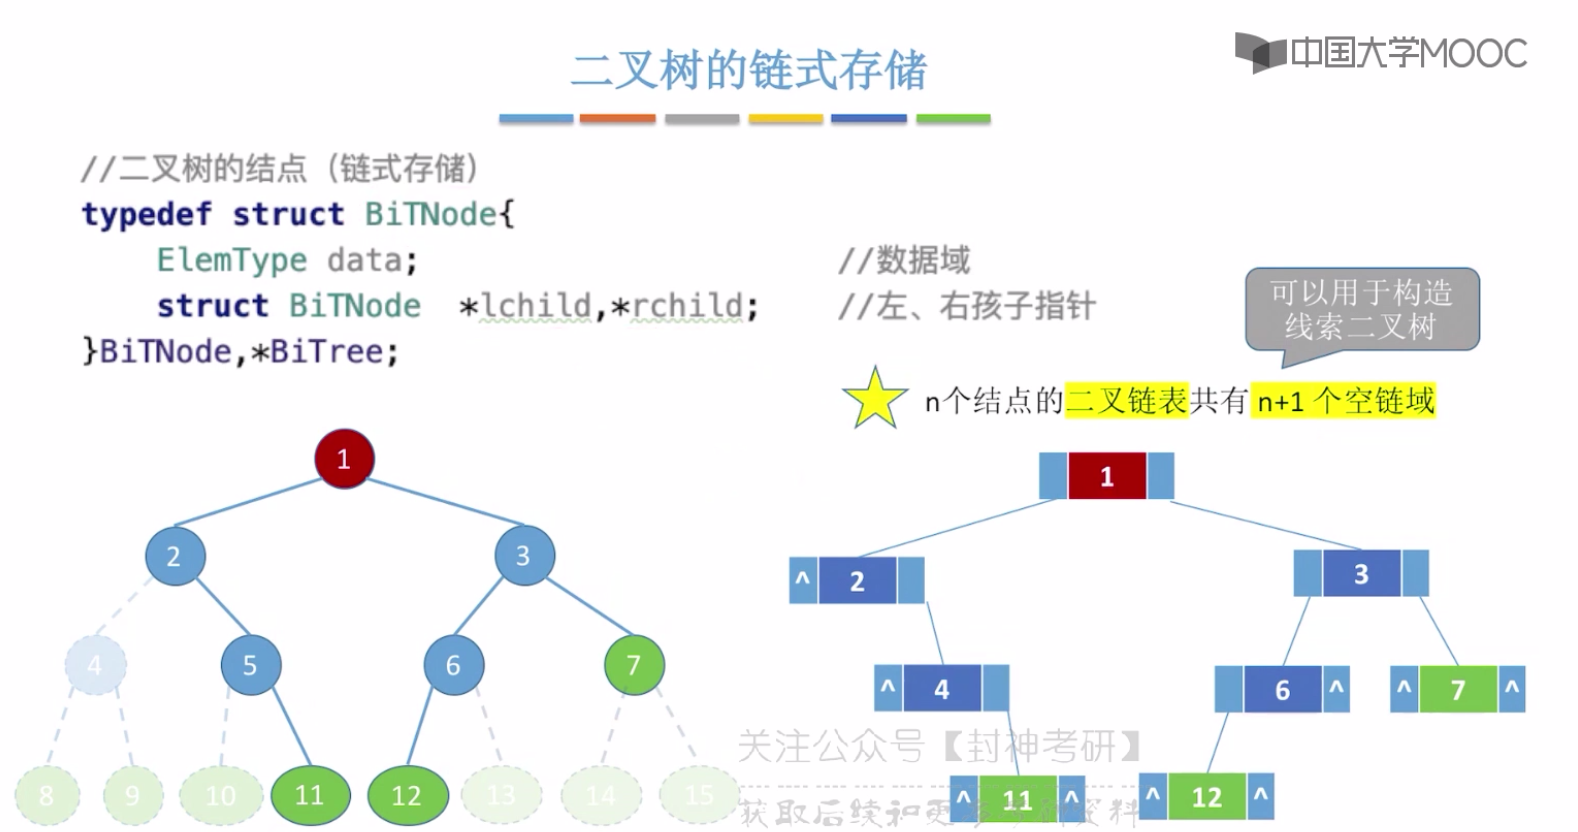 中国大学MOOC
二叉树的链式存储
//二叉树的结点（链式存储）
typedef struct BiTNode{
ElemType data; //数据域
struct BiTNode *lchild,*rchild; //左、右孩子指针
}BiTNode,*BiTree;
可以用于构造
线索二叉树
n个结点的二叉链表共有 n+1 个空链域
1
2 3
4 5 6 7
8 9 10 11 12 13 14 15
1
^ 2 3
^ 4 6 ^ ^ 7 ^
^ 11 ^ ^ 12 ^
关注公众号【封神考研】
获取后续和更多考研资料